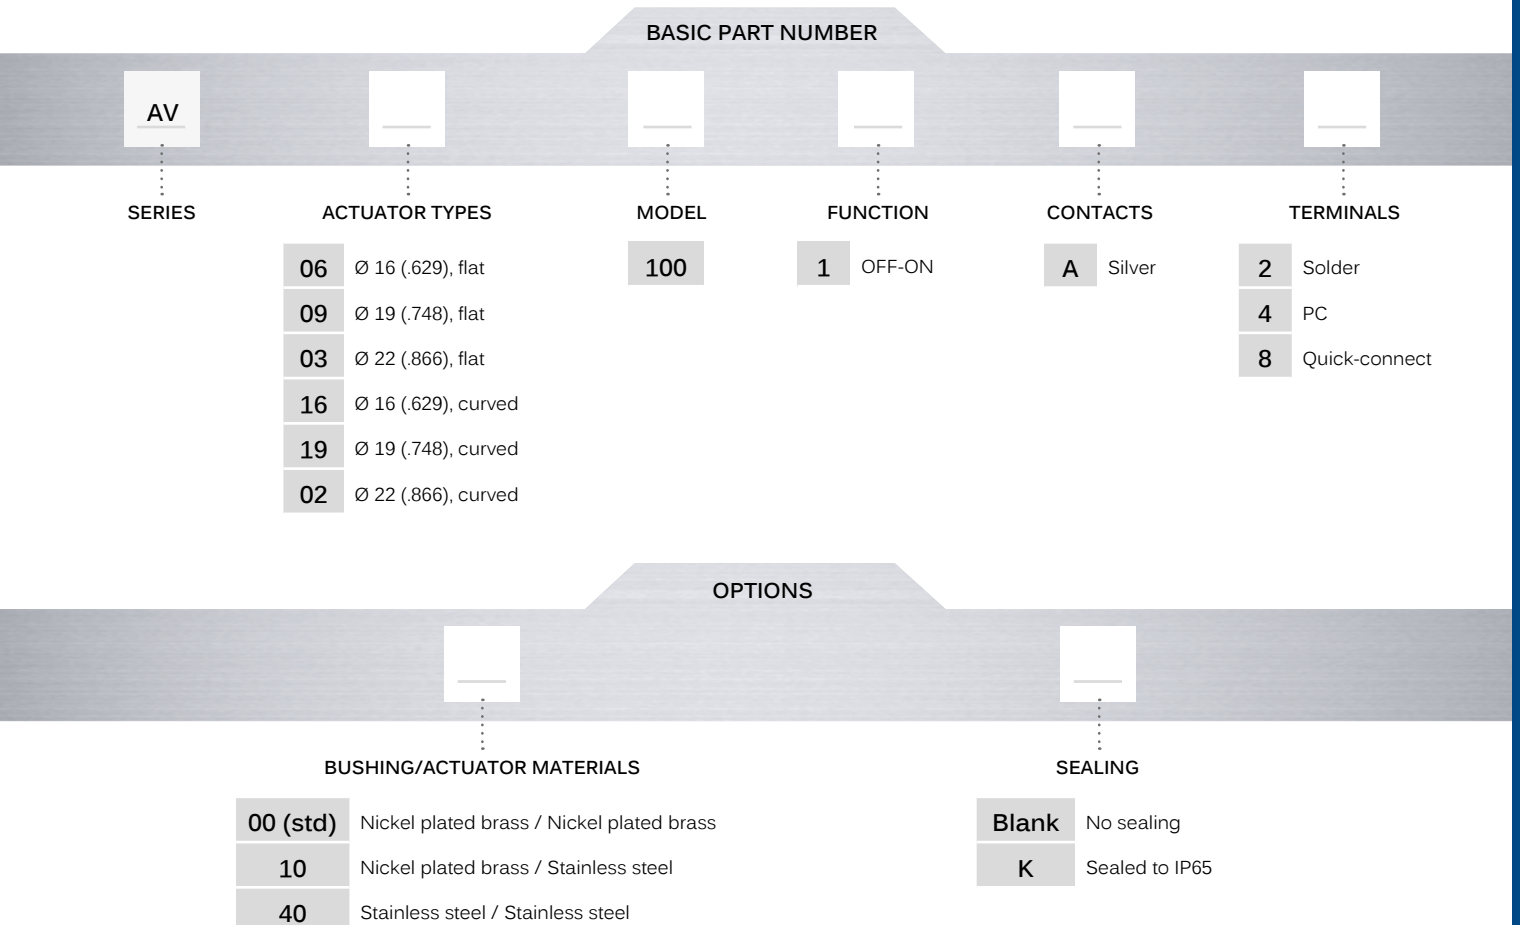 BASIC PART NUMBER
AV
SERIES ACTUATOR TYPES MODEL FUNCTION CONTACTS TERMINALS
06 Ø 16 (.629), flat 100 1 OFF-ON A Silver 2 Solder
09 Ø 19 (.748), flat 4 PC
03 Ø 22 (.866), flat 8 Quick-connect
16 Ø 16 (.629), curved
19 Ø 19 (.748), curved
02 Ø 22 (.866), curved
OPTIONS
BUSHING/ACTUATOR MATERIALS SEALING
00 (std) Nickel plated brass / Nickel plated brass Blank No sealing
10 Nickel plated brass / Stainless steel K Sealed to IP65
40 Stainless steel / Stainless steel